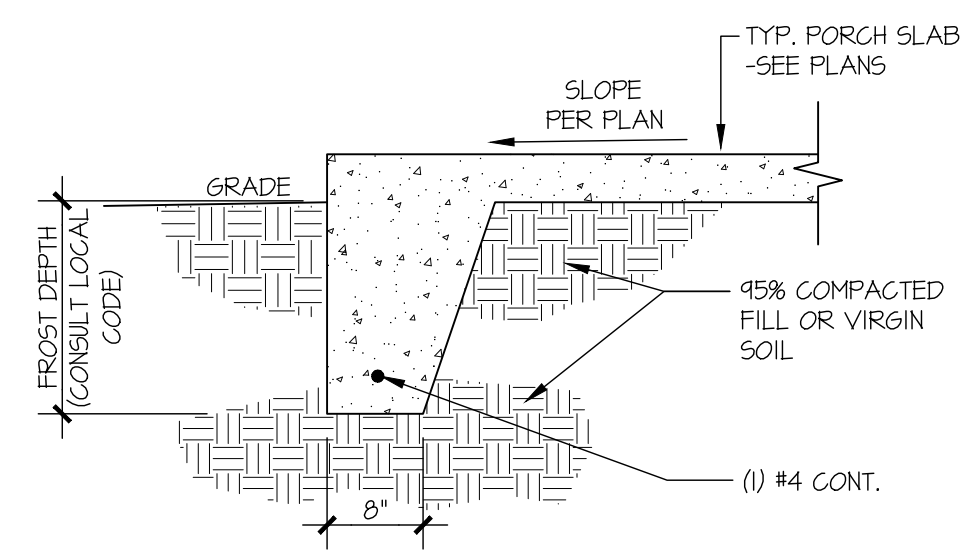 TYP. PORCH SLAB
-SEE PLANS
SLOPE
PER PLAN
GRADE
FROST DEPTH
(CONSULT LOCAL
CODE)
95% COMPACTED
FILL OR VIRGIN
SOIL
(1) #4 CONT.
8"